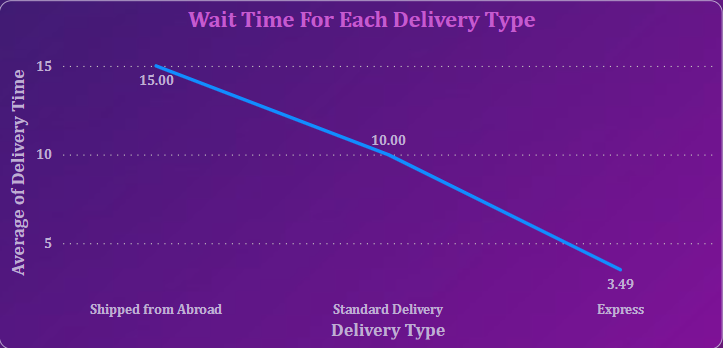 Wait Time For Each Delivery Type
Average of Delivery Time
15
10
5
15.00
10.00
3.49
Shipped from Abroad
Standard Delivery
Express
Delivery Type